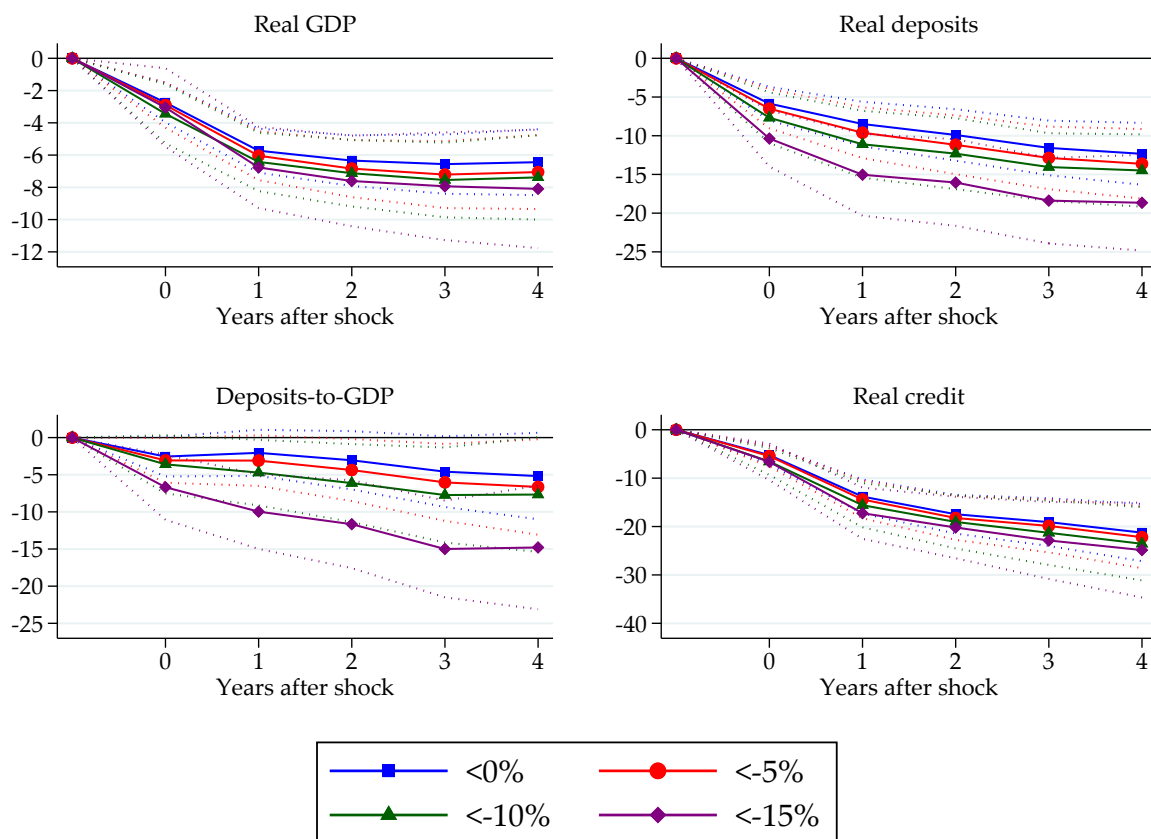 Real GDP
0
-2
-4
-6
-8
-10
-12
0 1 2 3 4
Years after shock
Real deposits
0
-5
-10
-15
-20
-25
0 1 2 3 4
Years after shock
Deposits-to-GDP
0
-5
-10
-15
-20
-25
0 1 2 3 4
Years after shock
Real credit
0
-10
-20
-30
-40
0 1 2 3 4
Years after shock
<0% <-5%
<-10% <-15%